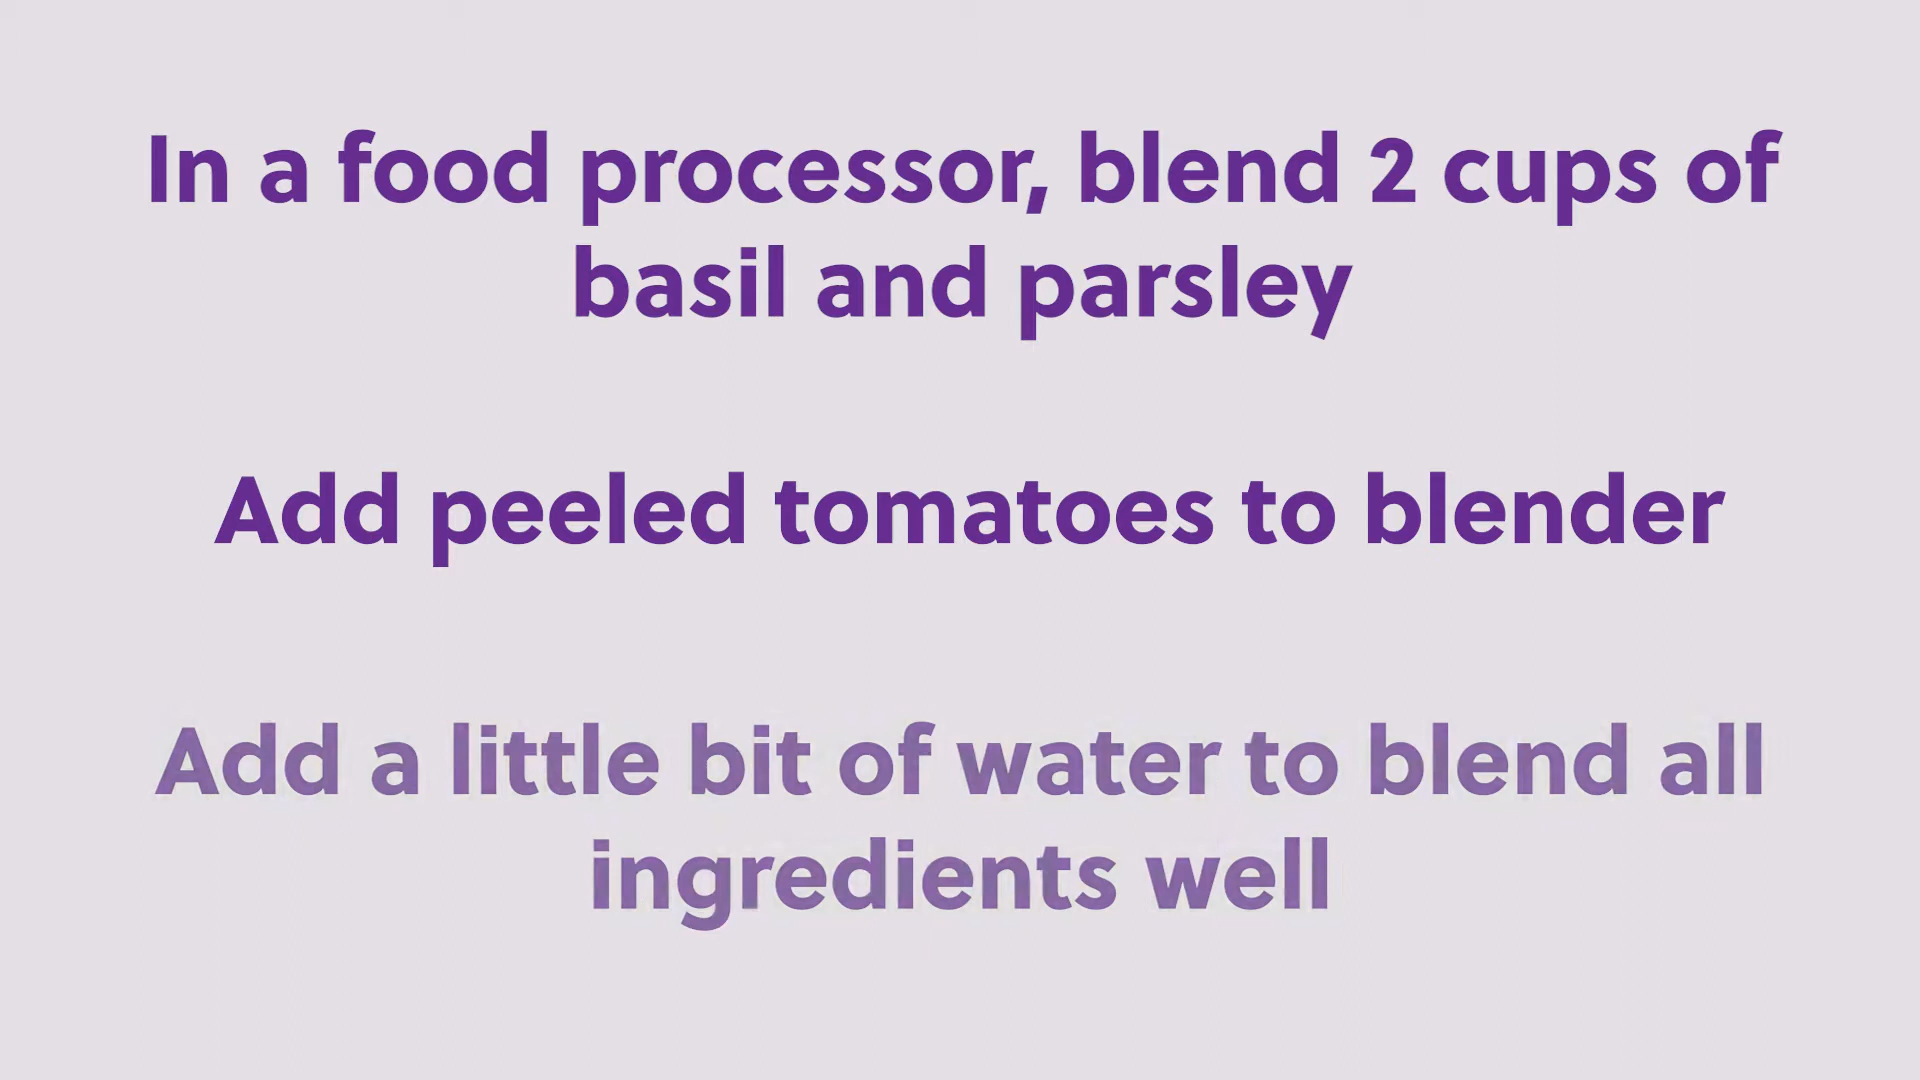 In a food processor, blend 2 cups of
basil and parsley
Add peeled tomatoes to blender
Add a little bit of water to blend all
ingredients well